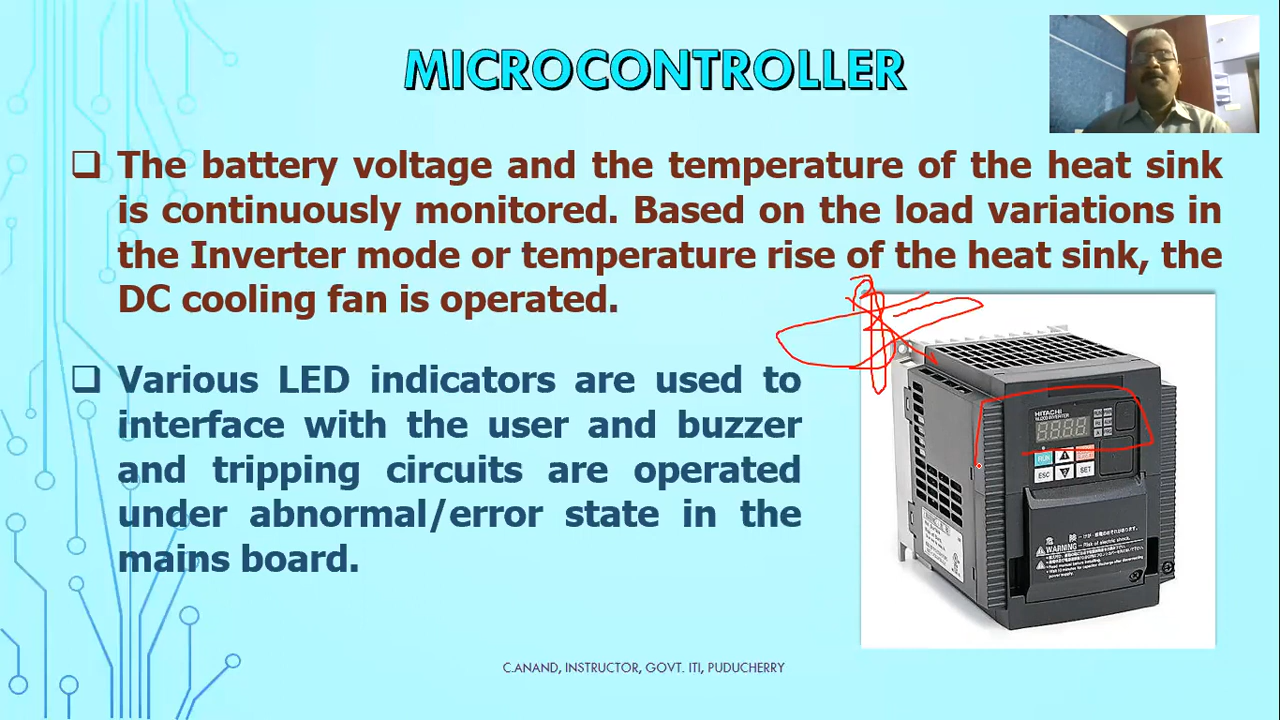 MICROCONTROLLER
❑ The battery voltage and the temperature of the heat sink
is continuously monitored. Based on the load variations in
the Inverter mode or temperature rise of the heat sink, the
DC cooling fan is operated.
❑ Various LED indicators are used to
interface with the user and buzzer
and tripping circuits are operated
under abnormal/error state in the
mains board.
HITACHI
RUN
ESC SET
危 険
WARNING
C.ANAND, INSTRUCTOR, GOVT. ITI, PUDUCHERRY